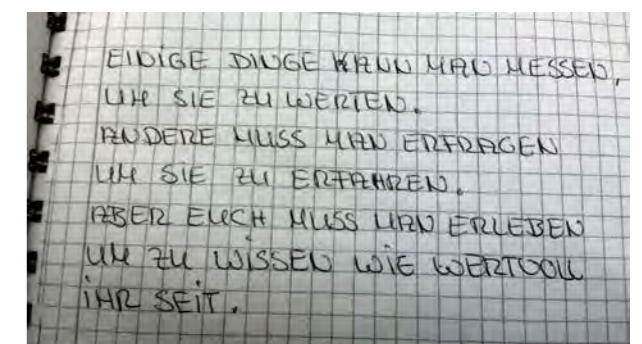 EINIGE DINGE KANN MAN MESSEN,
UM SIE ZU WERTEN.
ANDERE MUSS MAN ERFRAGEN
UM SIE ZU ERFAHREN.
ABER EUCH MUSS MAN ERLEBEN
UM ZU WISSEN WIE WERTVOLL
IHR SEIT.